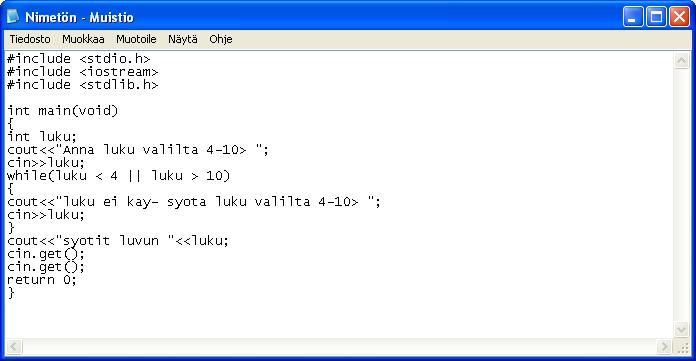 Nimetön - Muistio
Tiedosto Muokkaa Muotoile Näytä Ohje
#include <stdio.h>
#include <iostream>
#include <stdlib.h>

int main(void)
{
int luku;
cout<<"Anna luku valilta 4-10> ";
cin>>luku;
while(luku < 4 || luku > 10)
{
cout<<"luku ei kay- syota luku valilta 4-10> ";
cin>>luku;
}
cout<<"syotit luvun "<<luku;
cin.get();
cin.get();
return 0;
}